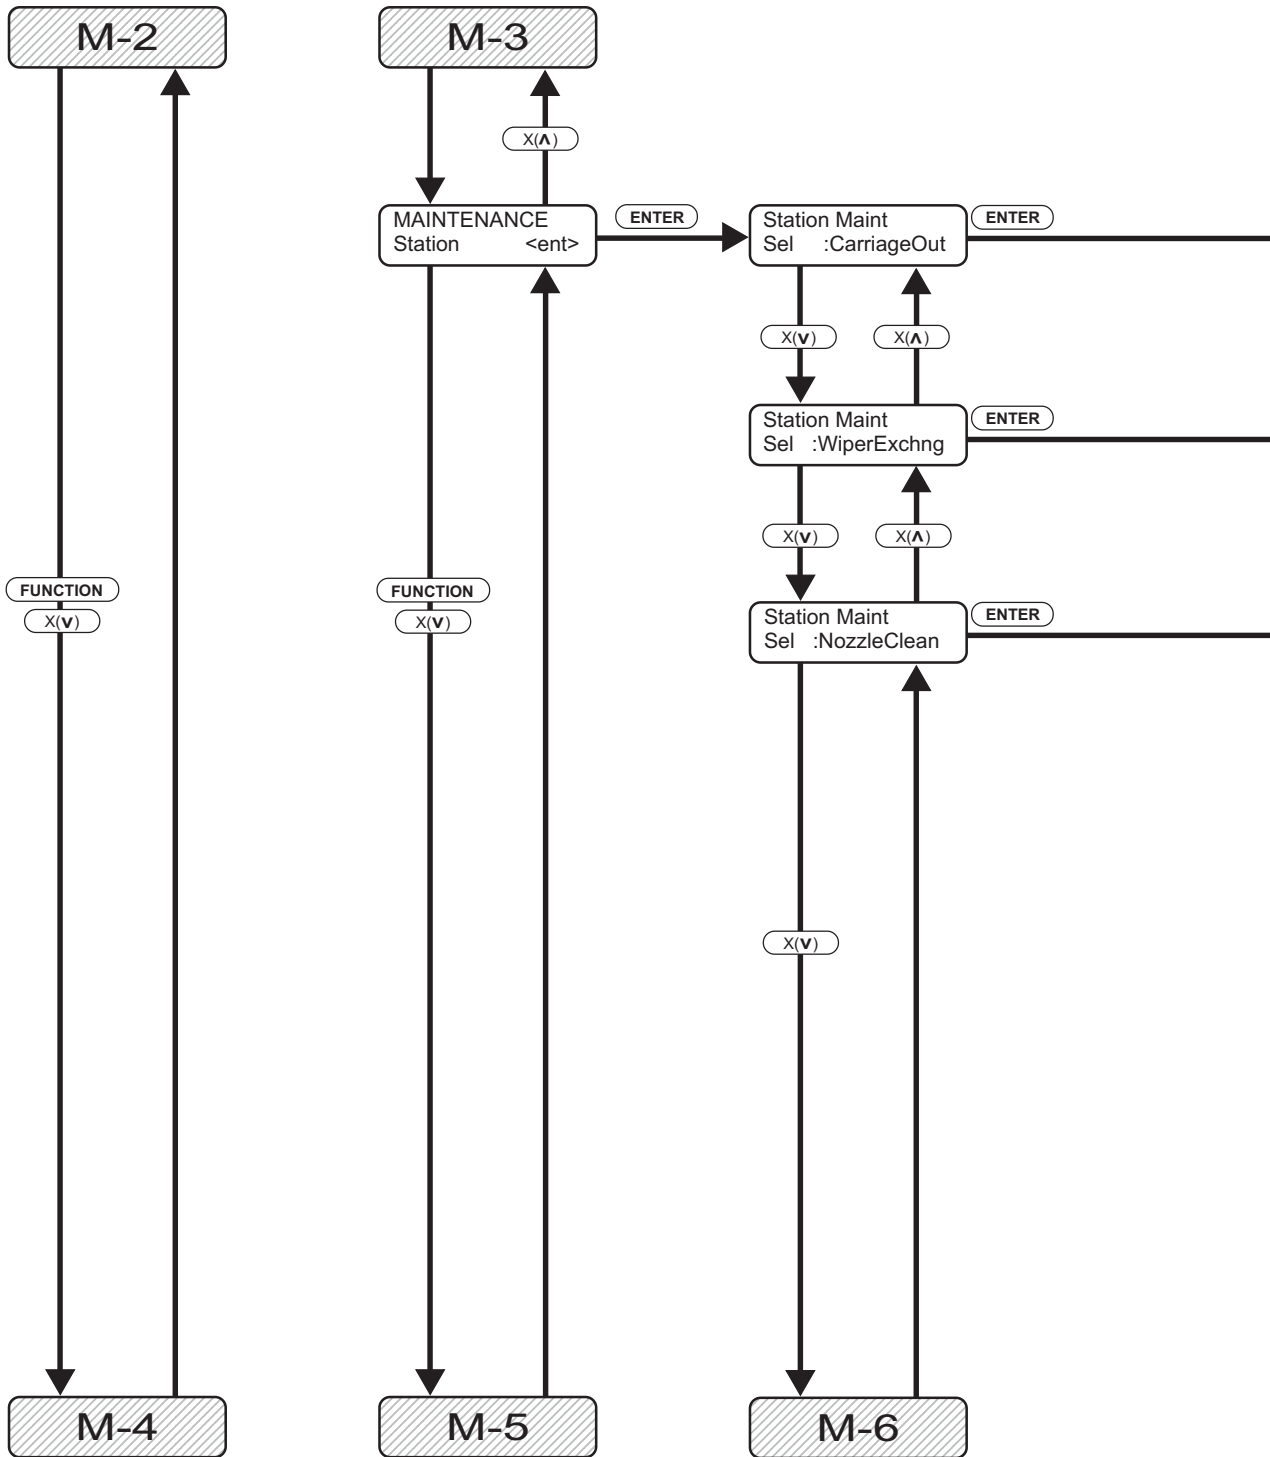 M-2
M-3
X(∧)
MAINTENANCE
Station <ent>
ENTER
Station Maint
Sel :CarriageOut
ENTER
X(∨)
X(∧)
Station Maint
Sel :WiperExchng
ENTER
X(∨)
X(∧)
FUNCTION
X(∨)
FUNCTION
X(∨)
Station Maint
Sel :NozzleClean
ENTER
X(∨)
M-4
M-5
M-6